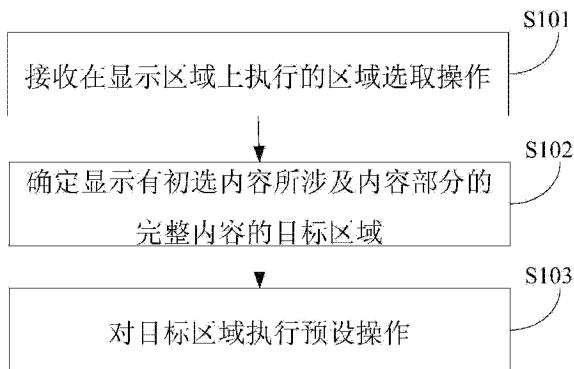 S101
接收在显示区域上执行的区域选取操作
S102
确定显示有初选内容所涉及内容部分的
完整内容的目标区域
S103
对目标区域执行预设操作